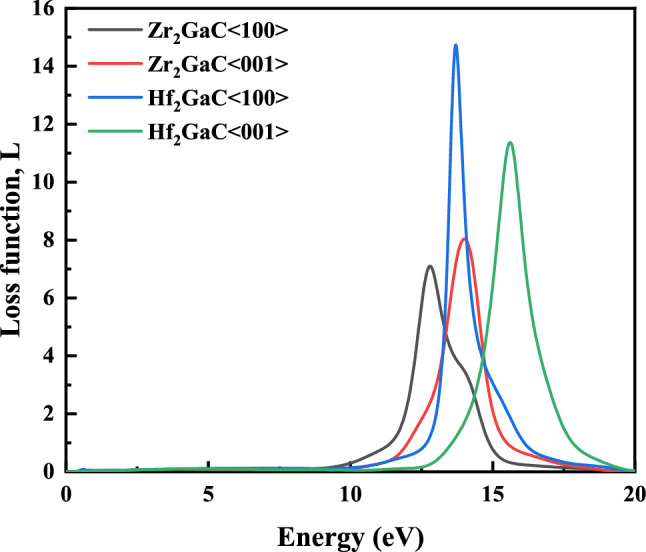 16
14
12
10
8
6
4
2
0
Loss function, L
Zr₂GaC<100>
Zr₂GaC<001>
Hf₂GaC<100>
Hf₂GaC<001>
0 5 10 15 20
Energy (eV)